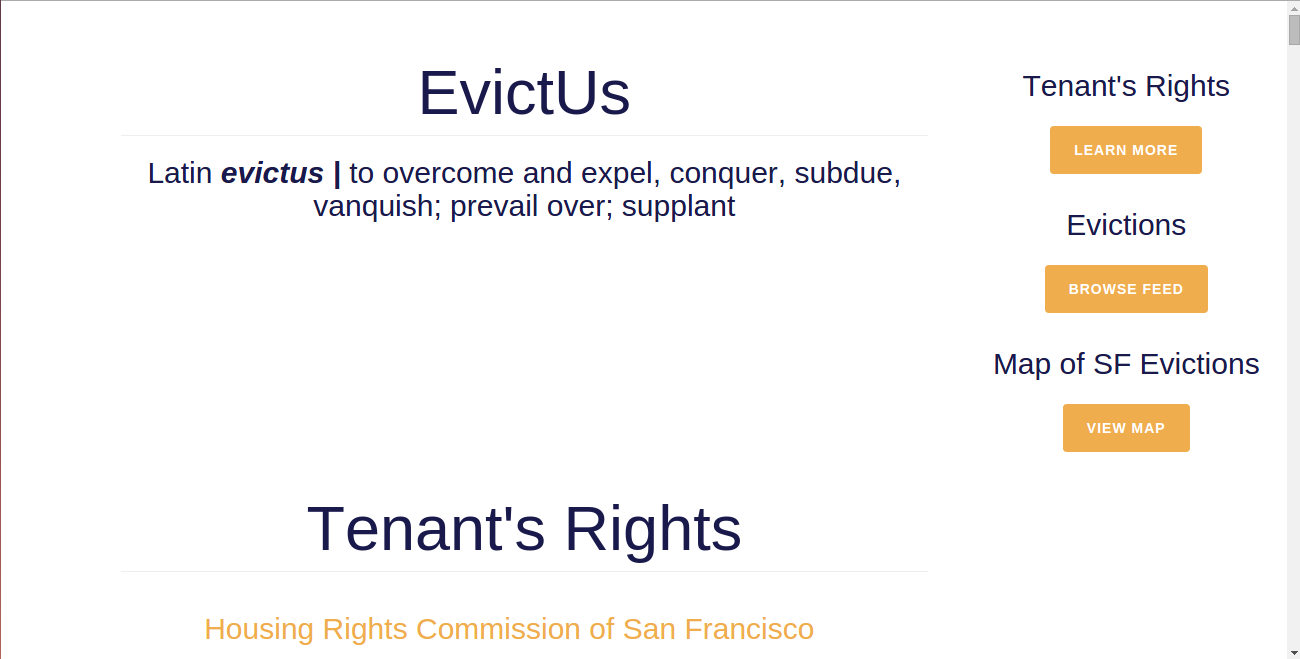 EvictUs
Latin evictus | to overcome and expel, conquer, subdue,
vanquish; prevail over; supplant
Tenant's Rights
LEARN MORE
Evictions
BROWSE FEED
Map of SF Evictions
VIEW MAP
Tenant's Rights
Housing Rights Commission of San Francisco